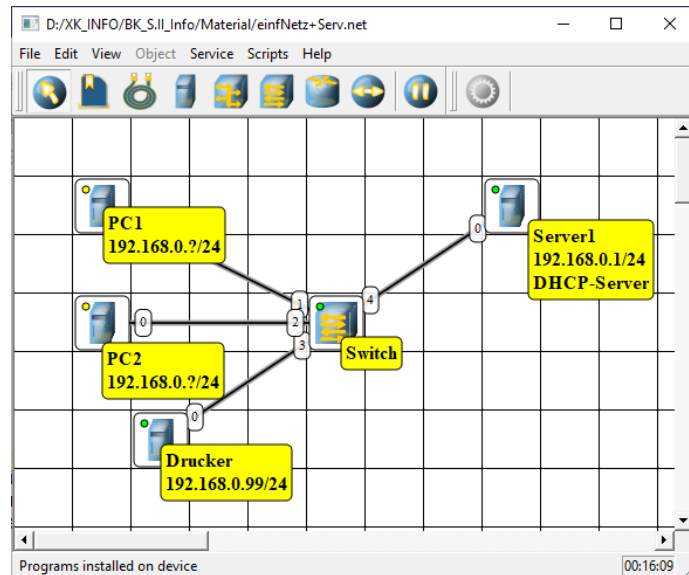 D:/XK_INFO/BK_S.II_Info/Material/einfNetz+Serv.net
File Edit View Object Service Scripts Help
PC1
192.168.0.?/24
0
Server1
192.168.0.1/24
DHCP-Server
4
1
0
2
Switch
3
PC2
192.168.0.?/24
0
Drucker
192.168.0.99/24
Programs installed on device
00:16:09